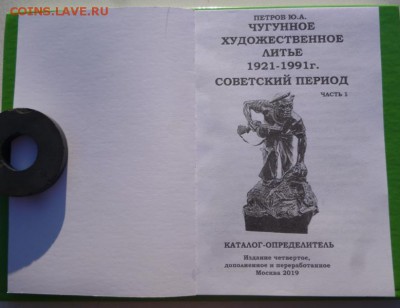 COINS.LAVE.RU
ПЕТРОВ Ю.А.
ЧУГУННОЕ
ХУДОЖЕСТВЕННОЕ
ЛИТЬЕ
1921-1991г.
СОВЕТСКИЙ ПЕРИОД
ЧАСТЬ 1
КАТАЛОГ-ОПРЕДЕЛИТЕЛЬ
Издание четвертое,
дополненное и переработанное
Москва 2019